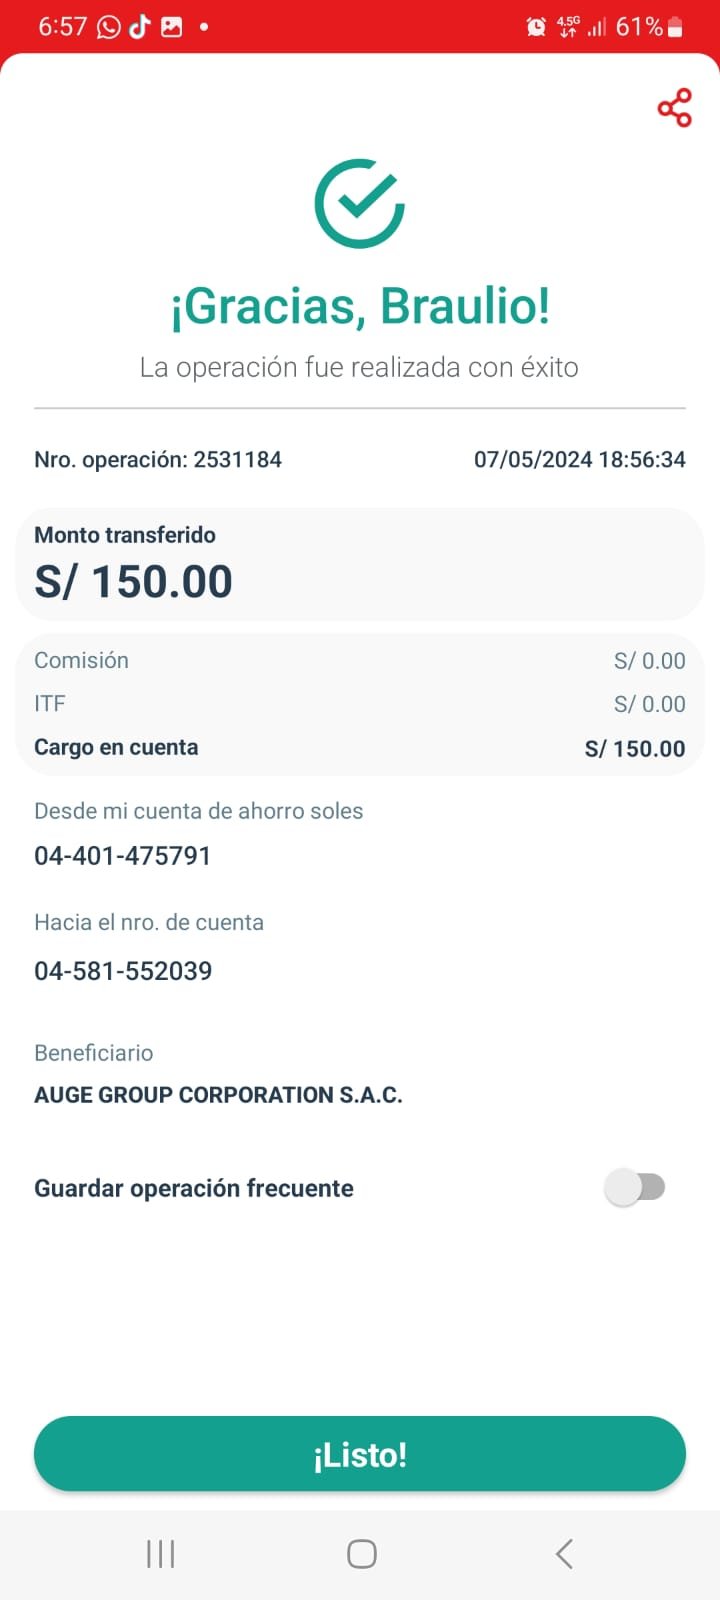 6:57
4.5G
61%
¡Gracias, Braulio!
La operación fue realizada con éxito
Nro. operación: 2531184 07/05/2024 18:56:34
Monto transferido
S/ 150.00
Comisión S/ 0.00
ITF S/ 0.00
Cargo en cuenta S/ 150.00
Desde mi cuenta de ahorro soles
04-401-475791
Hacia el nro. de cuenta
04-581-552039
Beneficiario
AUGE GROUP CORPORATION S.A.C.
Guardar operación frecuente
¡Listo!